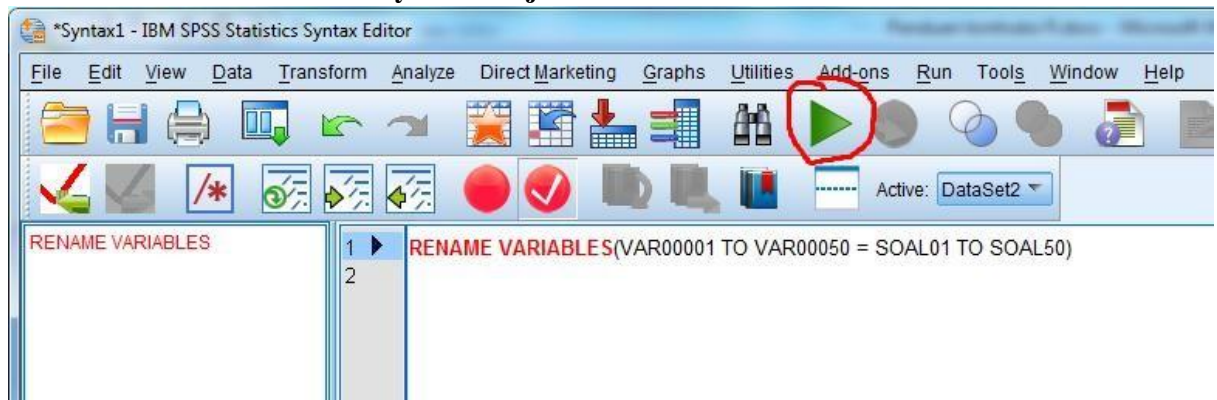 *Syntax1 - IBM SPSS Statistics Syntax Editor
File Edit View Data Transform Analyze Direct Marketing Graphs Utilities Add-ons Run Tools Window Help
/*
Active: DataSet2
RENAME VARIABLES
1 RENAME VARIABLES(VAR00001 TO VAR00050 = SOAL01 TO SOAL50)
2